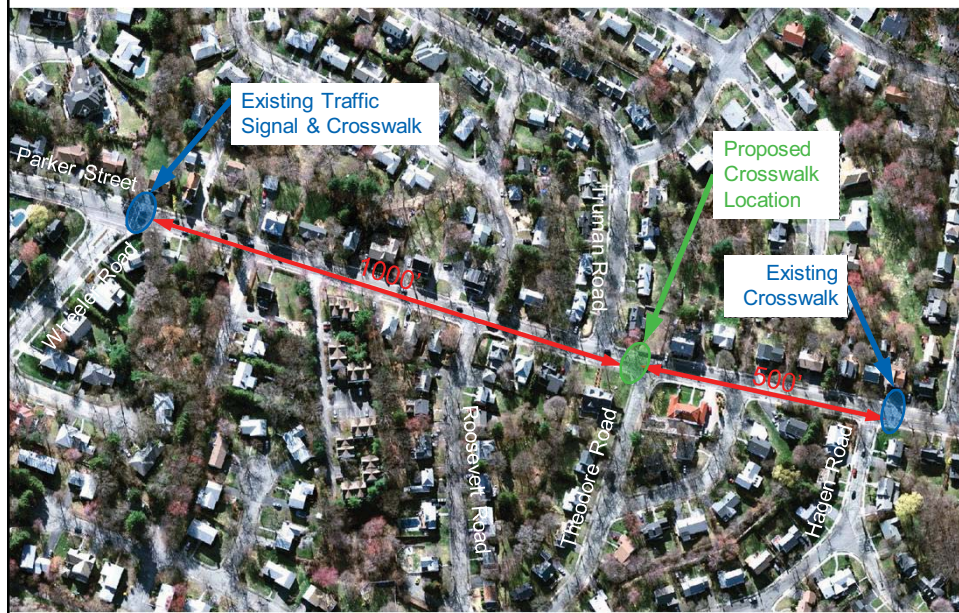 Existing Traffic
Signal & Crosswalk
Proposed
Crosswalk
Location
Parker Street
Truman Road
Existing
Crosswalk
Wheeler Road
1000'
500'
Roosevelt Road
Theodore Road
Hagen Road